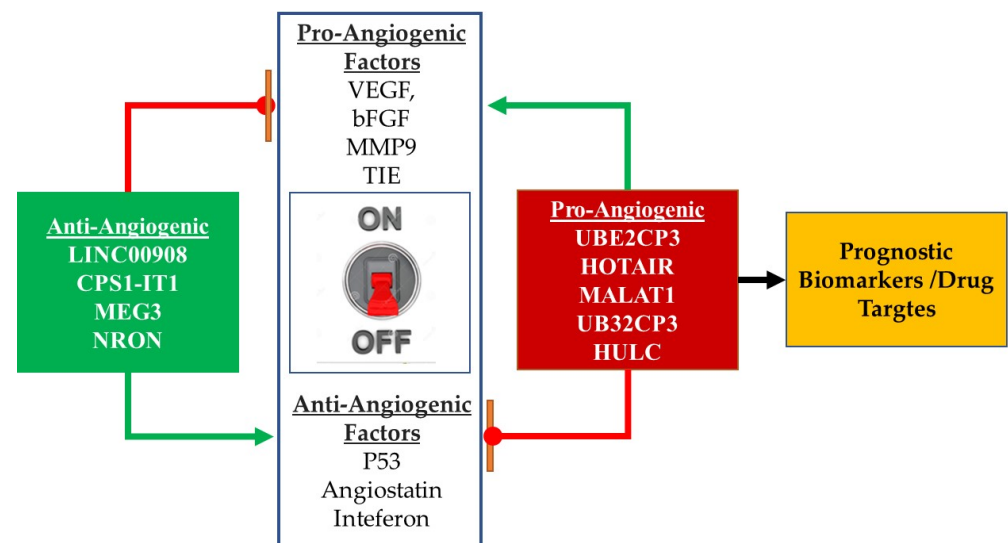 Pro-Angiogenic
Factors
VEGF,
bFGF
MMP9
TIE
ON
OFF
Anti-Angiogenic
Factors
P53
Angiostatin
Inteferon
Anti-Angiogenic
LINC00908
CPS1-IT1
MEG3
NRON
Pro-Angiogenic
UBE2CP3
HOTAIR
MALAT1
UB32CP3
HULC
Prognostic
Biomarkers /Drug
Targtes